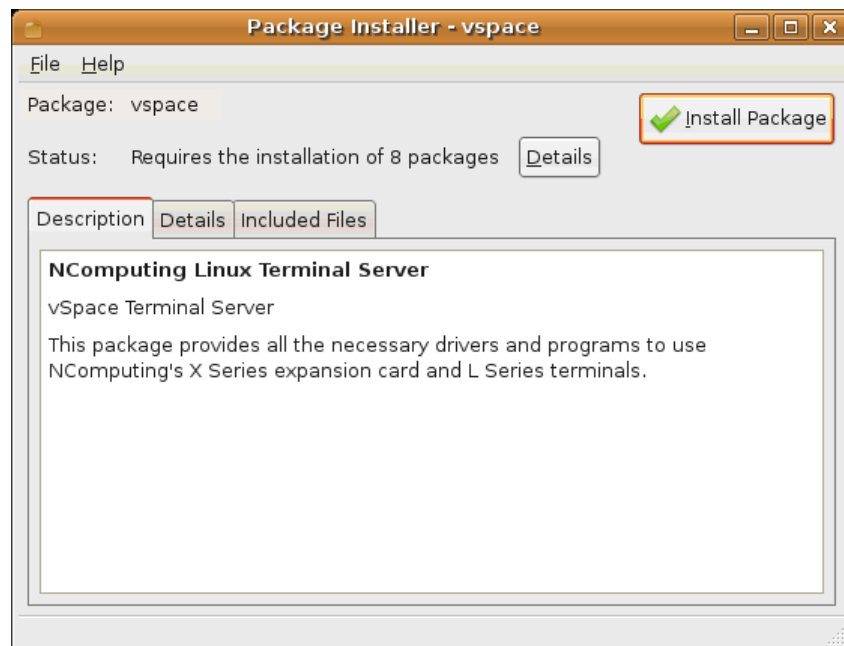 Package Installer - vspace
File Help
Package: vspace
Install Package
Status: Requires the installation of 8 packages Details
Description Details Included Files
NComputing Linux Terminal Server
vSpace Terminal Server
This package provides all the necessary drivers and programs to use
NComputing's X Series expansion card and L Series terminals.